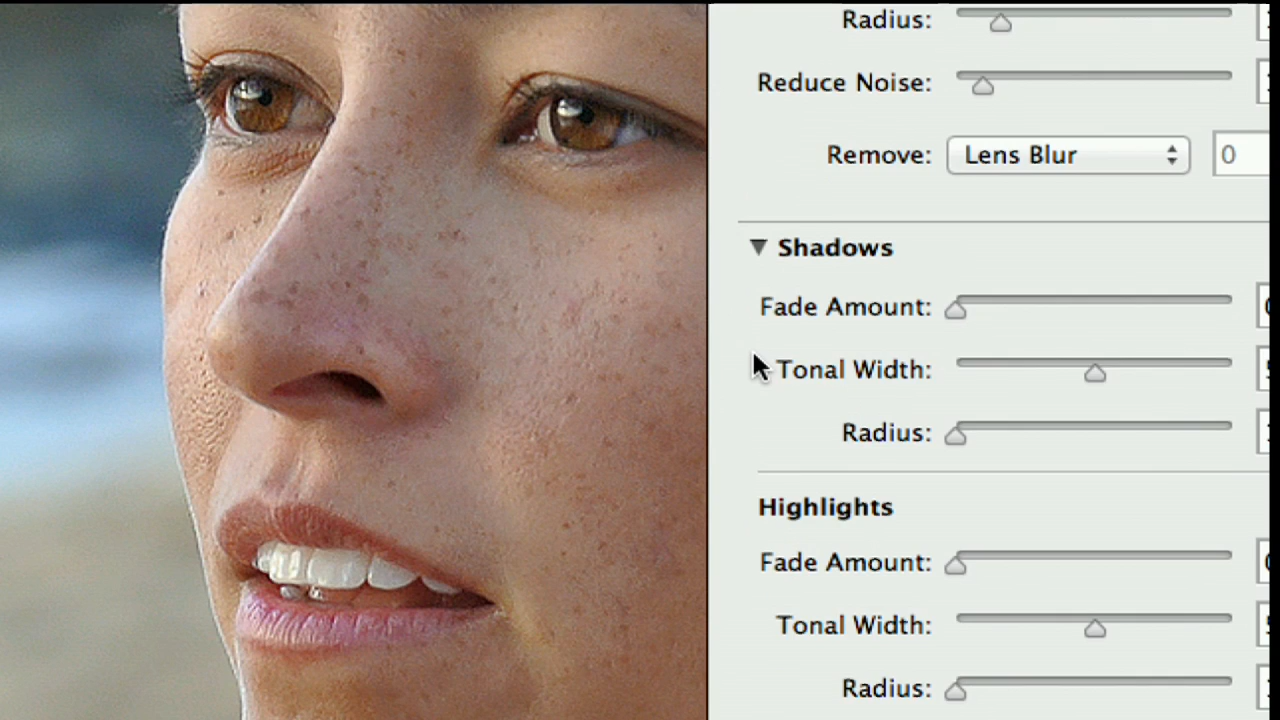 Radius:
Reduce Noise:
Remove: Lens Blur 0
Shadows
Fade Amount:
Tonal Width:
Radius:
Highlights
Fade Amount:
Tonal Width:
Radius: